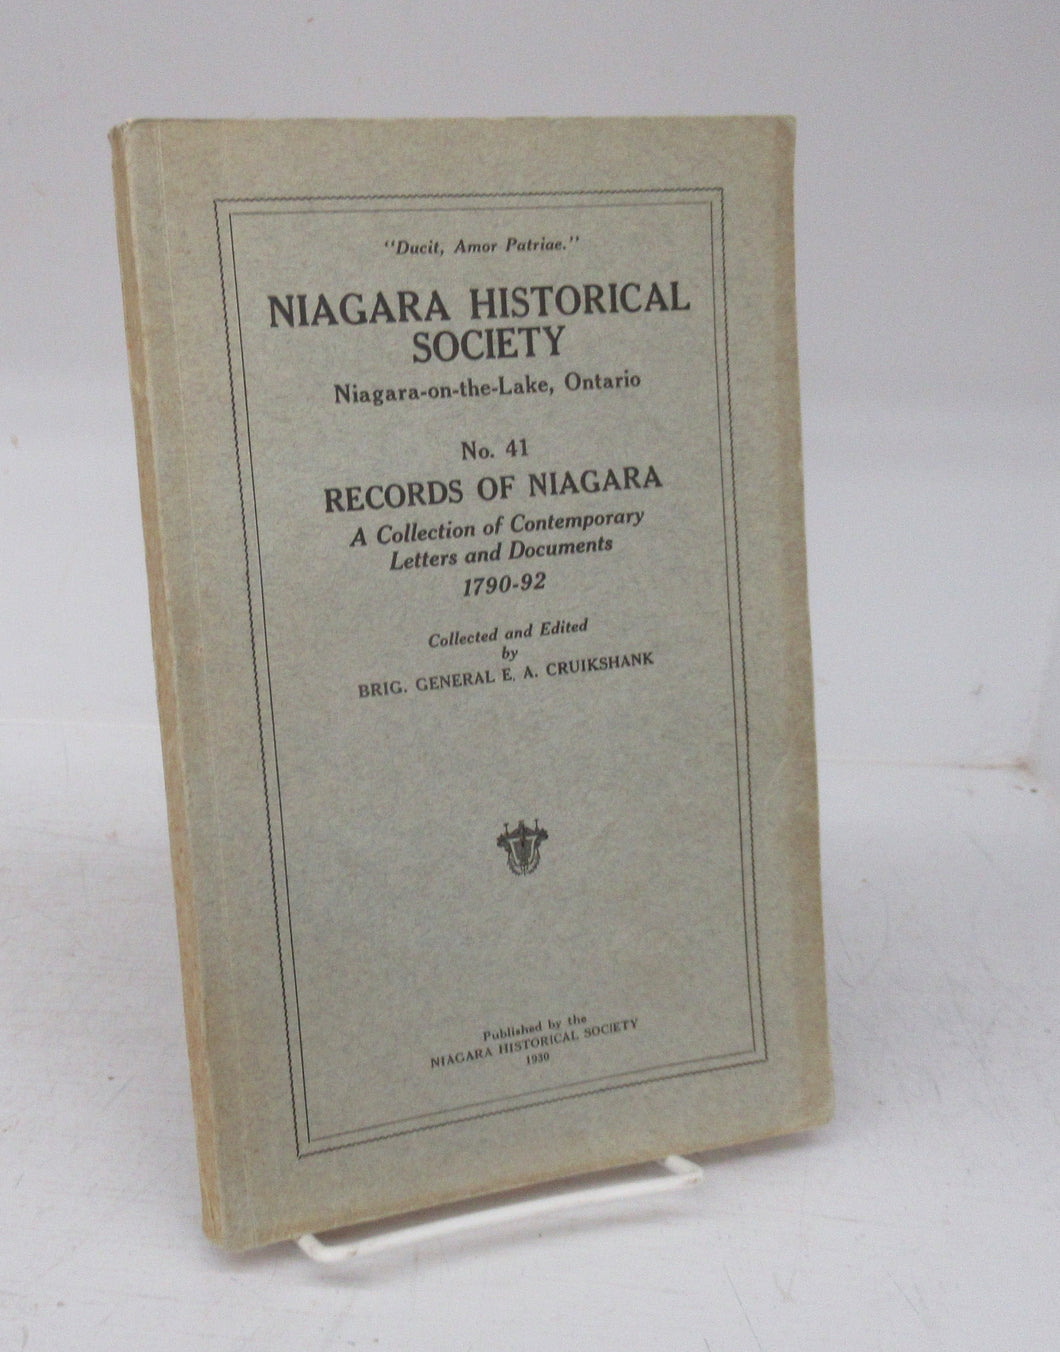 "Ducit, Amor Patriae."
NIAGARA HISTORICAL
SOCIETY
Niagara-on-the-Lake, Ontario
No. 41
RECORDS OF NIAGARA
A Collection of Contemporary
Letters and Documents
1790-92
Collected and Edited
by
BRIG. GENERAL E. A. CRUIKSHANK
Published by the
NIAGARA HISTORICAL SOCIETY
1930